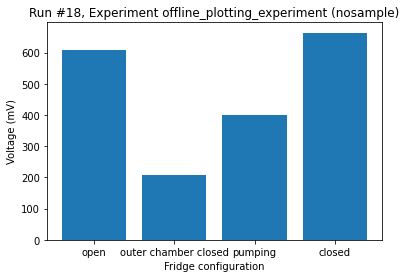 Run #18, Experiment offline_plotting_experiment (nosample)
600
500
400
300
200
100
0
Voltage (mV)
open outer chamber closed pumping closed
Fridge configuration